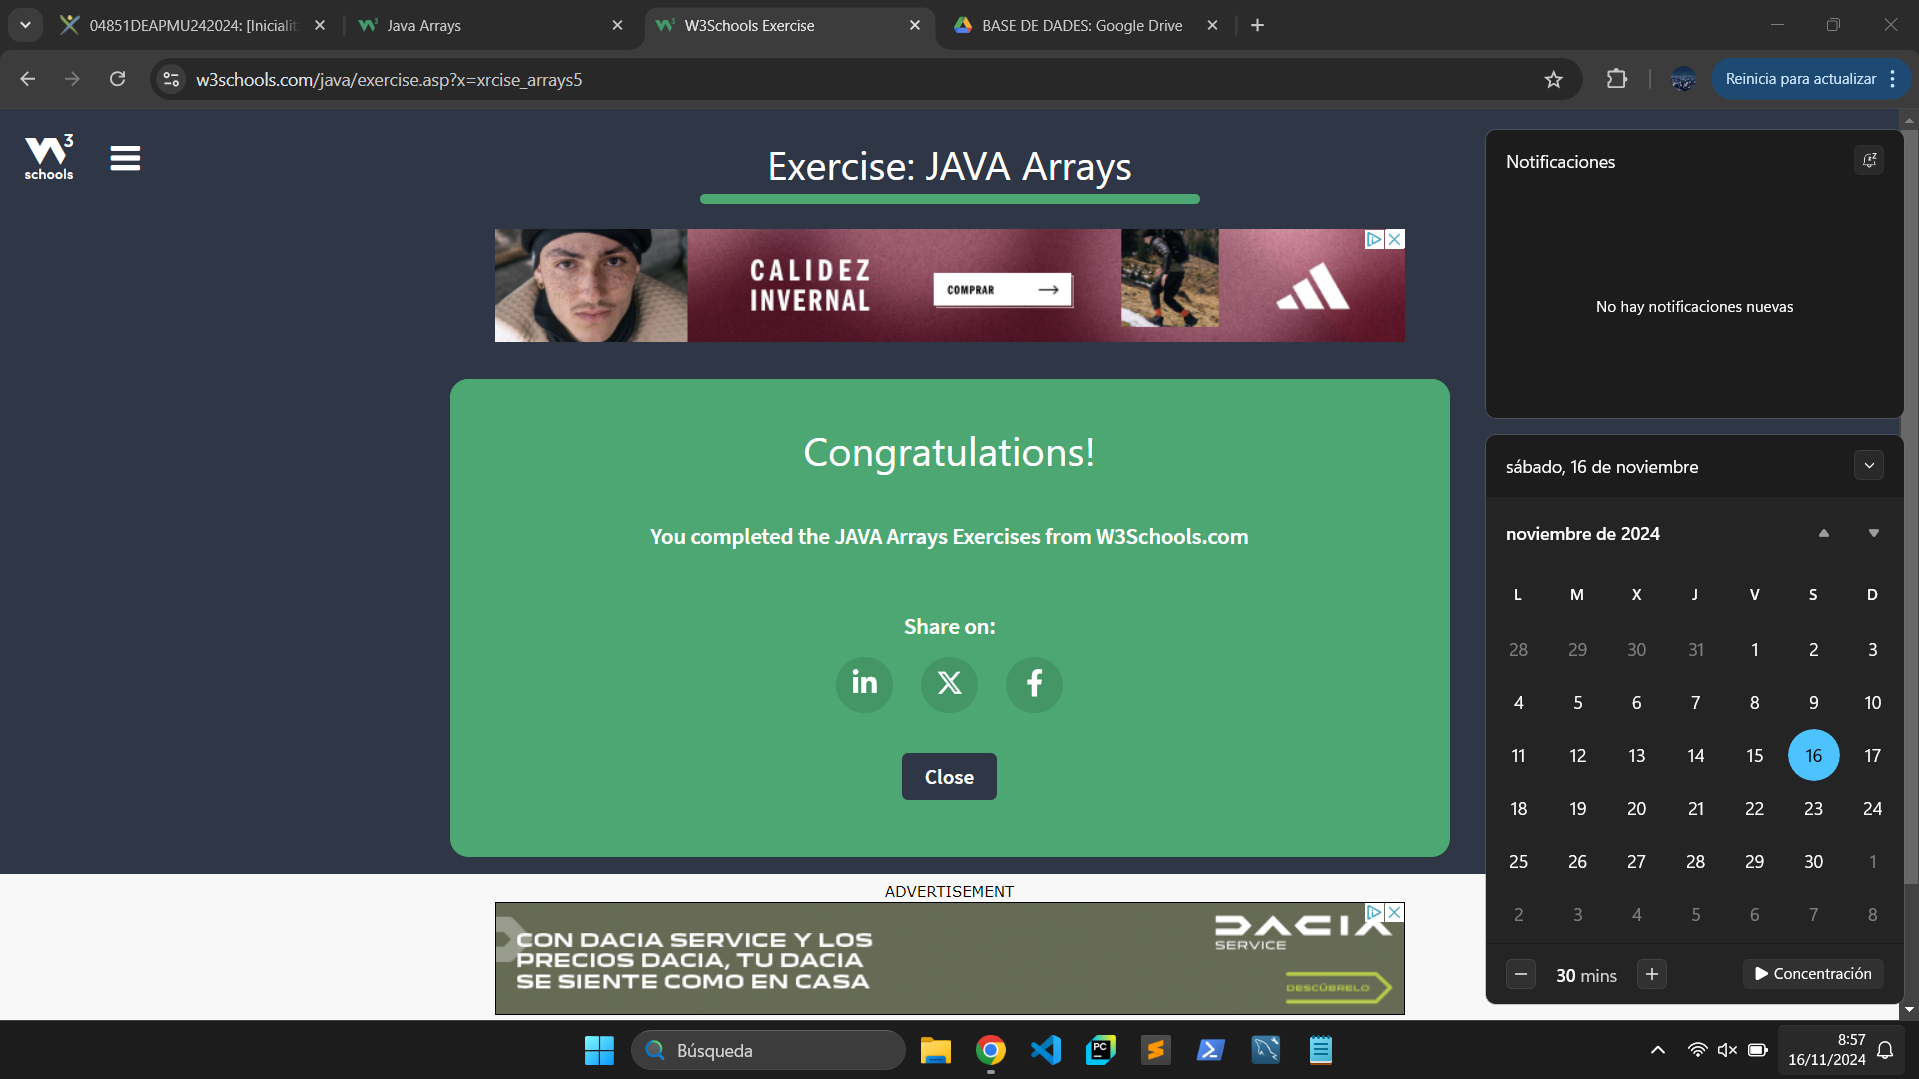 04851DEAPMU242024: [Inicialit
Java Arrays
W3Schools Exercise
BASE DE DADES: Google Drive
w3schools.com/java/exercise.asp?x=xrcise_arrays5
Reinicia para actualizar
3
schools
Exercise: JAVA Arrays
CALIDEZ
INVERNAL
COMPRAR
Congratulations!
You completed the JAVA Arrays Exercises from W3Schools.com
Share on:
in X f
Close
ADVERTISEMENT
CON DACIA SERVICE Y LOS
PRECIOS DACIA, TU DACIA
SE SIENTE COMO EN CASA
DACIA
SERVICE
DESCÚBRELO
Notificaciones
No hay notificaciones nuevas
sábado, 16 de noviembre
noviembre de 2024
L M X J V S D
28 29 30 31 1 2 3
4 5 6 7 8 9 10
11 12 13 14 15 16 17
18 19 20 21 22 23 24
25 26 27 28 29 30 1
2 3 4 5 6 7 8
30 mins
Concentración
Búsqueda
PC
8:57
16/11/2024